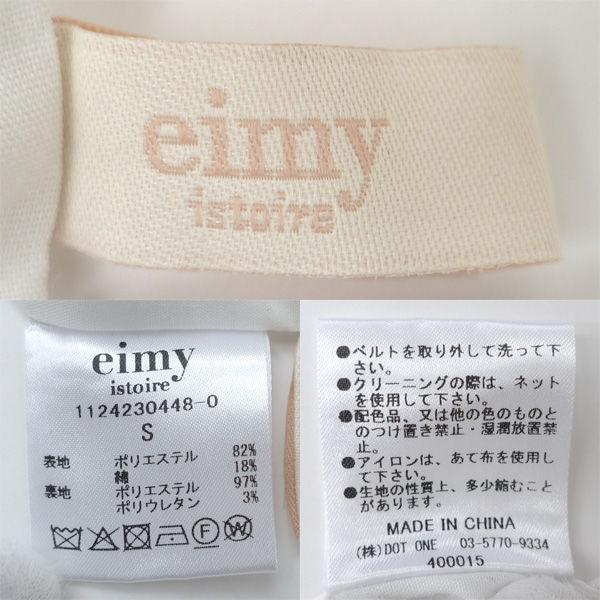 eimy
istoire
eimy
istoire
1124230448-0
S
表地 ポリエステル 82%
綿 18%
裏地 ポリエステル 97%
ポリウレタン 3%
F
W
●ベルトを取り外して洗って下
さい。
●クリーニングの際は、ネット
を使用して下さい。
●配色品、又は他の色のものと
のつけ置き禁止・湿潤放置禁
止。
●アイロンは、あて布を使用し
て下さい。
●生地の性質上、多少縮むこと
があります。
MADE IN CHINA
(株)DOT ONE 03-5770-9334
400015